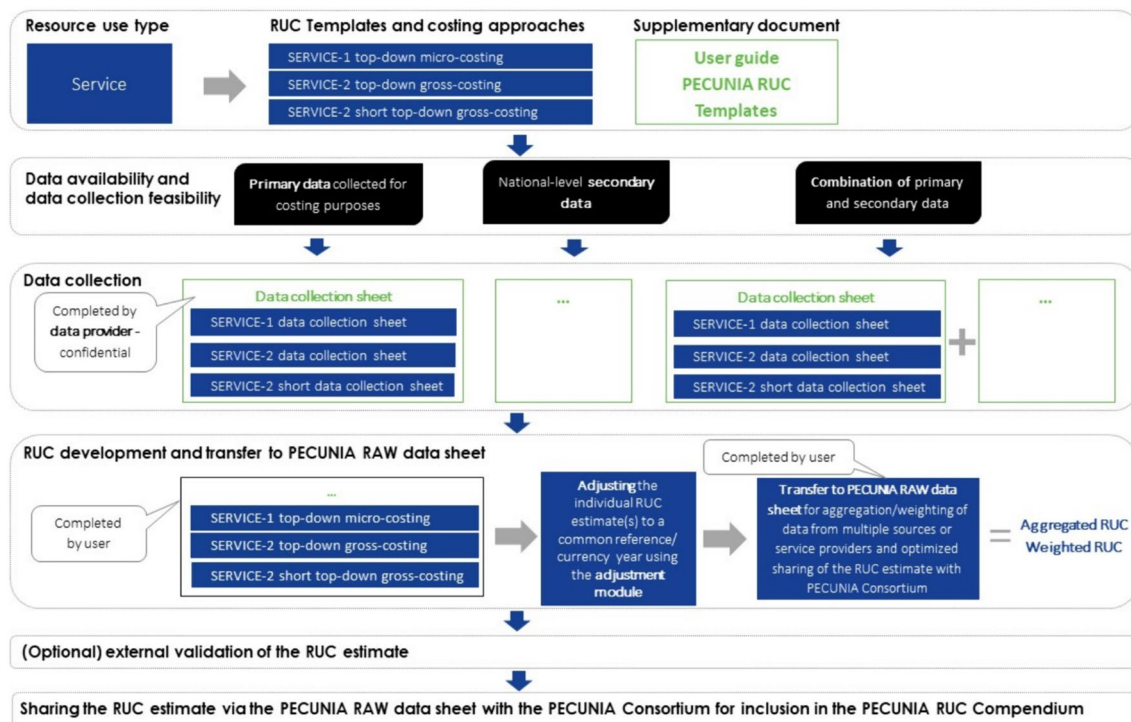 Resource use type
RUC Templates and costing approaches
Supplementary document
Service
SERVICE-1 top-down micro-costing
SERVICE-2 top-down gross-costing
SERVICE-2 short top-down gross-costing
User guide
PECUNIA RUC
Templates
Data availability and
data collection feasibility
Primary data collected for
costing purposes
National-level secondary
data
Combination of primary
and secondary data
Data collection
Completed by
data provider -
confidential
Data collection sheet
SERVICE-1 data collection sheet
SERVICE-2 data collection sheet
SERVICE-2 short data collection sheet
...
Data collection sheet
SERVICE-1 data collection sheet
SERVICE-2 data collection sheet
SERVICE-2 short data collection sheet
+
...
RUC development and transfer to PECUNIA RAW data sheet
Completed
by user
...
SERVICE-1 top-down micro-costing
SERVICE-2 top-down gross-costing
SERVICE-2 short top-down gross-costing
Adjusting the
individual RUC
estimate(s) to a
common reference/
currency year using
the adjustment
module
Completed by user
Transfer to PECUNIA RAW data
sheet for aggregation/weighting of
data from multiple sources or
service providers and optimized
sharing of the RUC estimate with
PECUNIA Consortium
=
Aggregated RUC
Weighted RUC
(Optional) external validation of the RUC estimate
Sharing the RUC estimate via the PECUNIA RAW data sheet with the PECUNIA Consortium for inclusion in the PECUNIA RUC Compendium